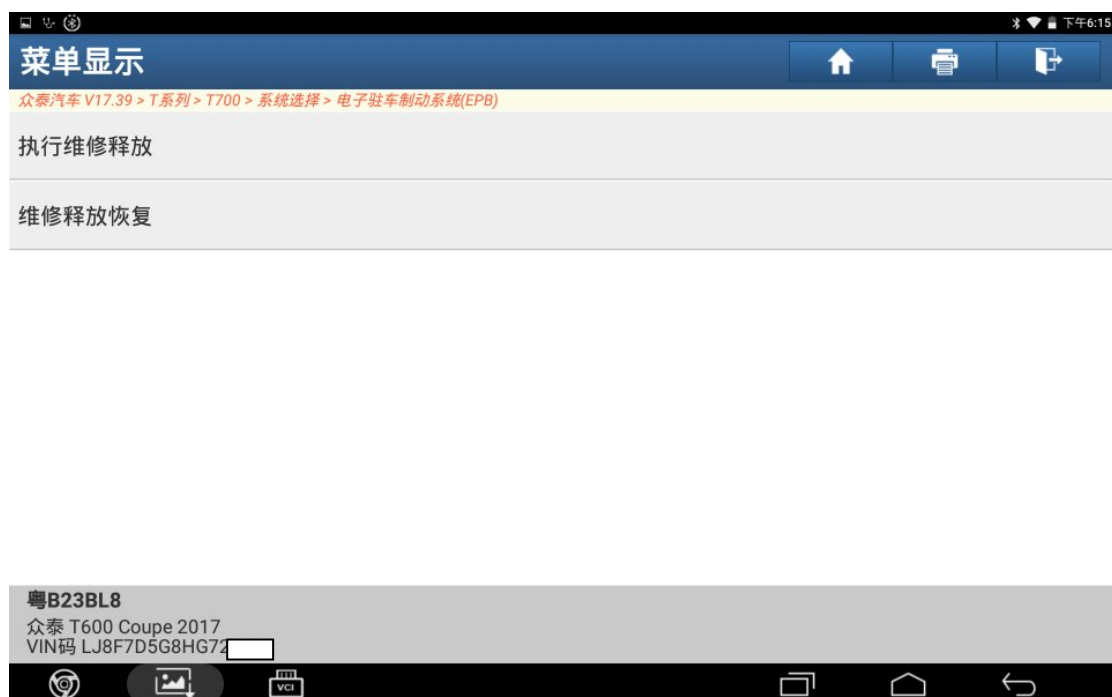 下午6:15
菜单显示
众泰汽车 V17.39 > T系列 > T700 > 系统选择 > 电子驻车制动系统(EPB)
执行维修释放
维修释放恢复
粤B23BL8
众泰 T600 Coupe 2017
VIN码 LJ8F7D5G8HG72
VCI